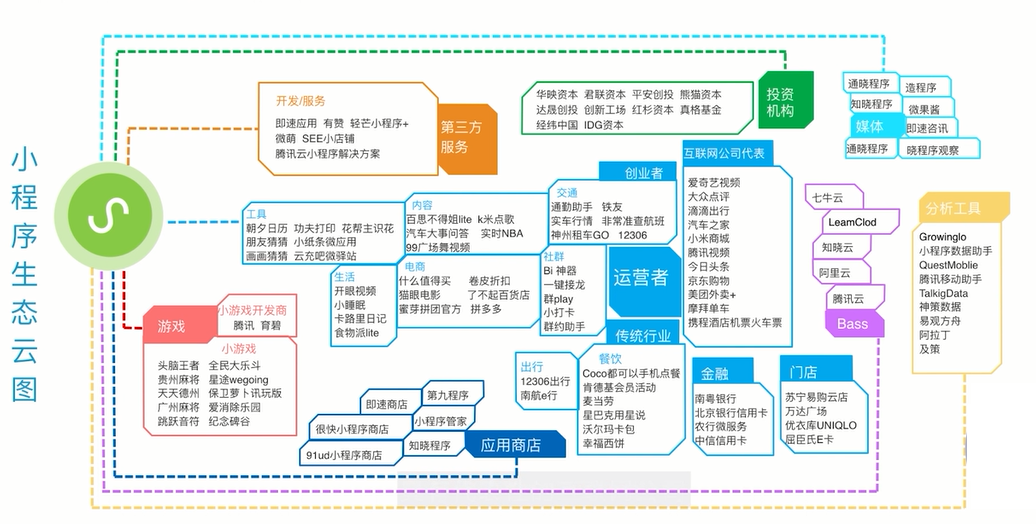 小程序生态云图
开发/服务
即速应用 有赞 轻芒小程序+
微萌 SEE小店铺
腾讯云小程序解决方案
第三方
服务
华映资本 君联资本 平安创投 熊猫资本
达晟创投 创新工场 红杉资本 真格基金
经纬中国 IDG资本
投资
机构
通晓程序
造程序
知晓程序
微果酱
媒体
即速咨讯
通晓程序
晓程序观察
工具
朝夕日历 功夫打印 花帮主识花
朋友猜猜 小纸条微应用
画画猜猜 云充吧微驿站
内容
百思不得姐lite k米点歌
汽车大事问答 实时NBA
99广场舞视频
创业者
交通
通勤助手 铁友
实车行情 非常准查航班
神州租车GO 12306
生活
开眼视频
小睡眠
卡路里日记
食物派lite
电商
什么值得买 卷皮折扣
猫眼电影 了不起百货店
蜜芽拼团官方 拼多多
社群
Bi 神器
一键接龙
群play
小打卡
群约助手
运营者
互联网公司代表
爱奇艺视频
大众点评
滴滴出行
汽车之家
小米商城
腾讯视频
今日头条
京东购物
美团外卖+
摩拜单车
携程酒店机票火车票
七牛云
LeamClod
知晓云
阿里云
腾讯云
Bass
分析工具
Growinglo
小程序数据助手
QuestMoblie
腾讯移动助手
TalkigData
神策数据
易观方舟
阿拉丁
及策
游戏
小游戏开发商
腾讯 育碧
小游戏
头脑王者 全民大乐斗
贵州麻将 星途wegoing
天天德州 保卫萝卜讯玩版
广州麻将 爱消除乐园
跳跃音符 纪念碑谷
传统行业
出行
12306出行
南航e行
餐饮
Coco都可以手机点餐
肯德基会员活动
麦当劳
星巴克用星说
沃尔玛卡包
幸福西饼
金融
南粤银行
北京银行信用卡
农行微服务
中信信用卡
门店
苏宁易购云店
万达广场
优衣库UNIQLO
屈臣氏E卡
即速商店
第九程序
很快小程序商店
小程序管家
91ud小程序商店
知晓程序
应用商店